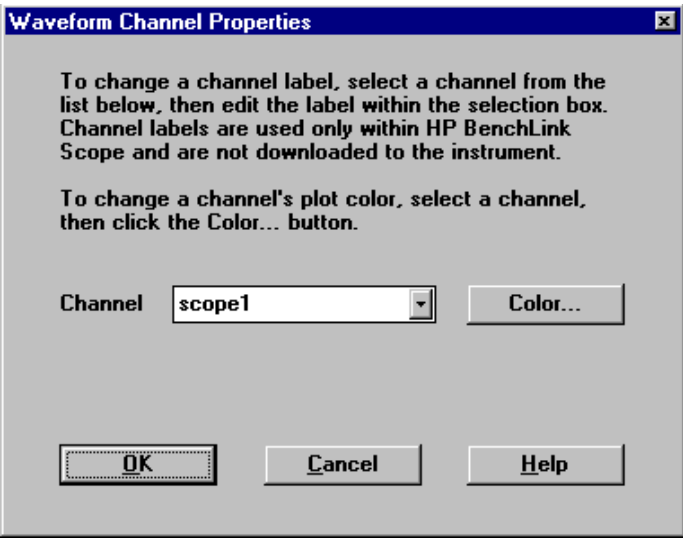 Waveform Channel Properties
To change a channel label, select a channel from the
list below, then edit the label within the selection box.
Channel labels are used only within HP BenchLink
Scope and are not downloaded to the instrument.
To change a channel's plot color, select a channel,
then click the Color... button.
Channel scope1 Color...
OK Cancel Help